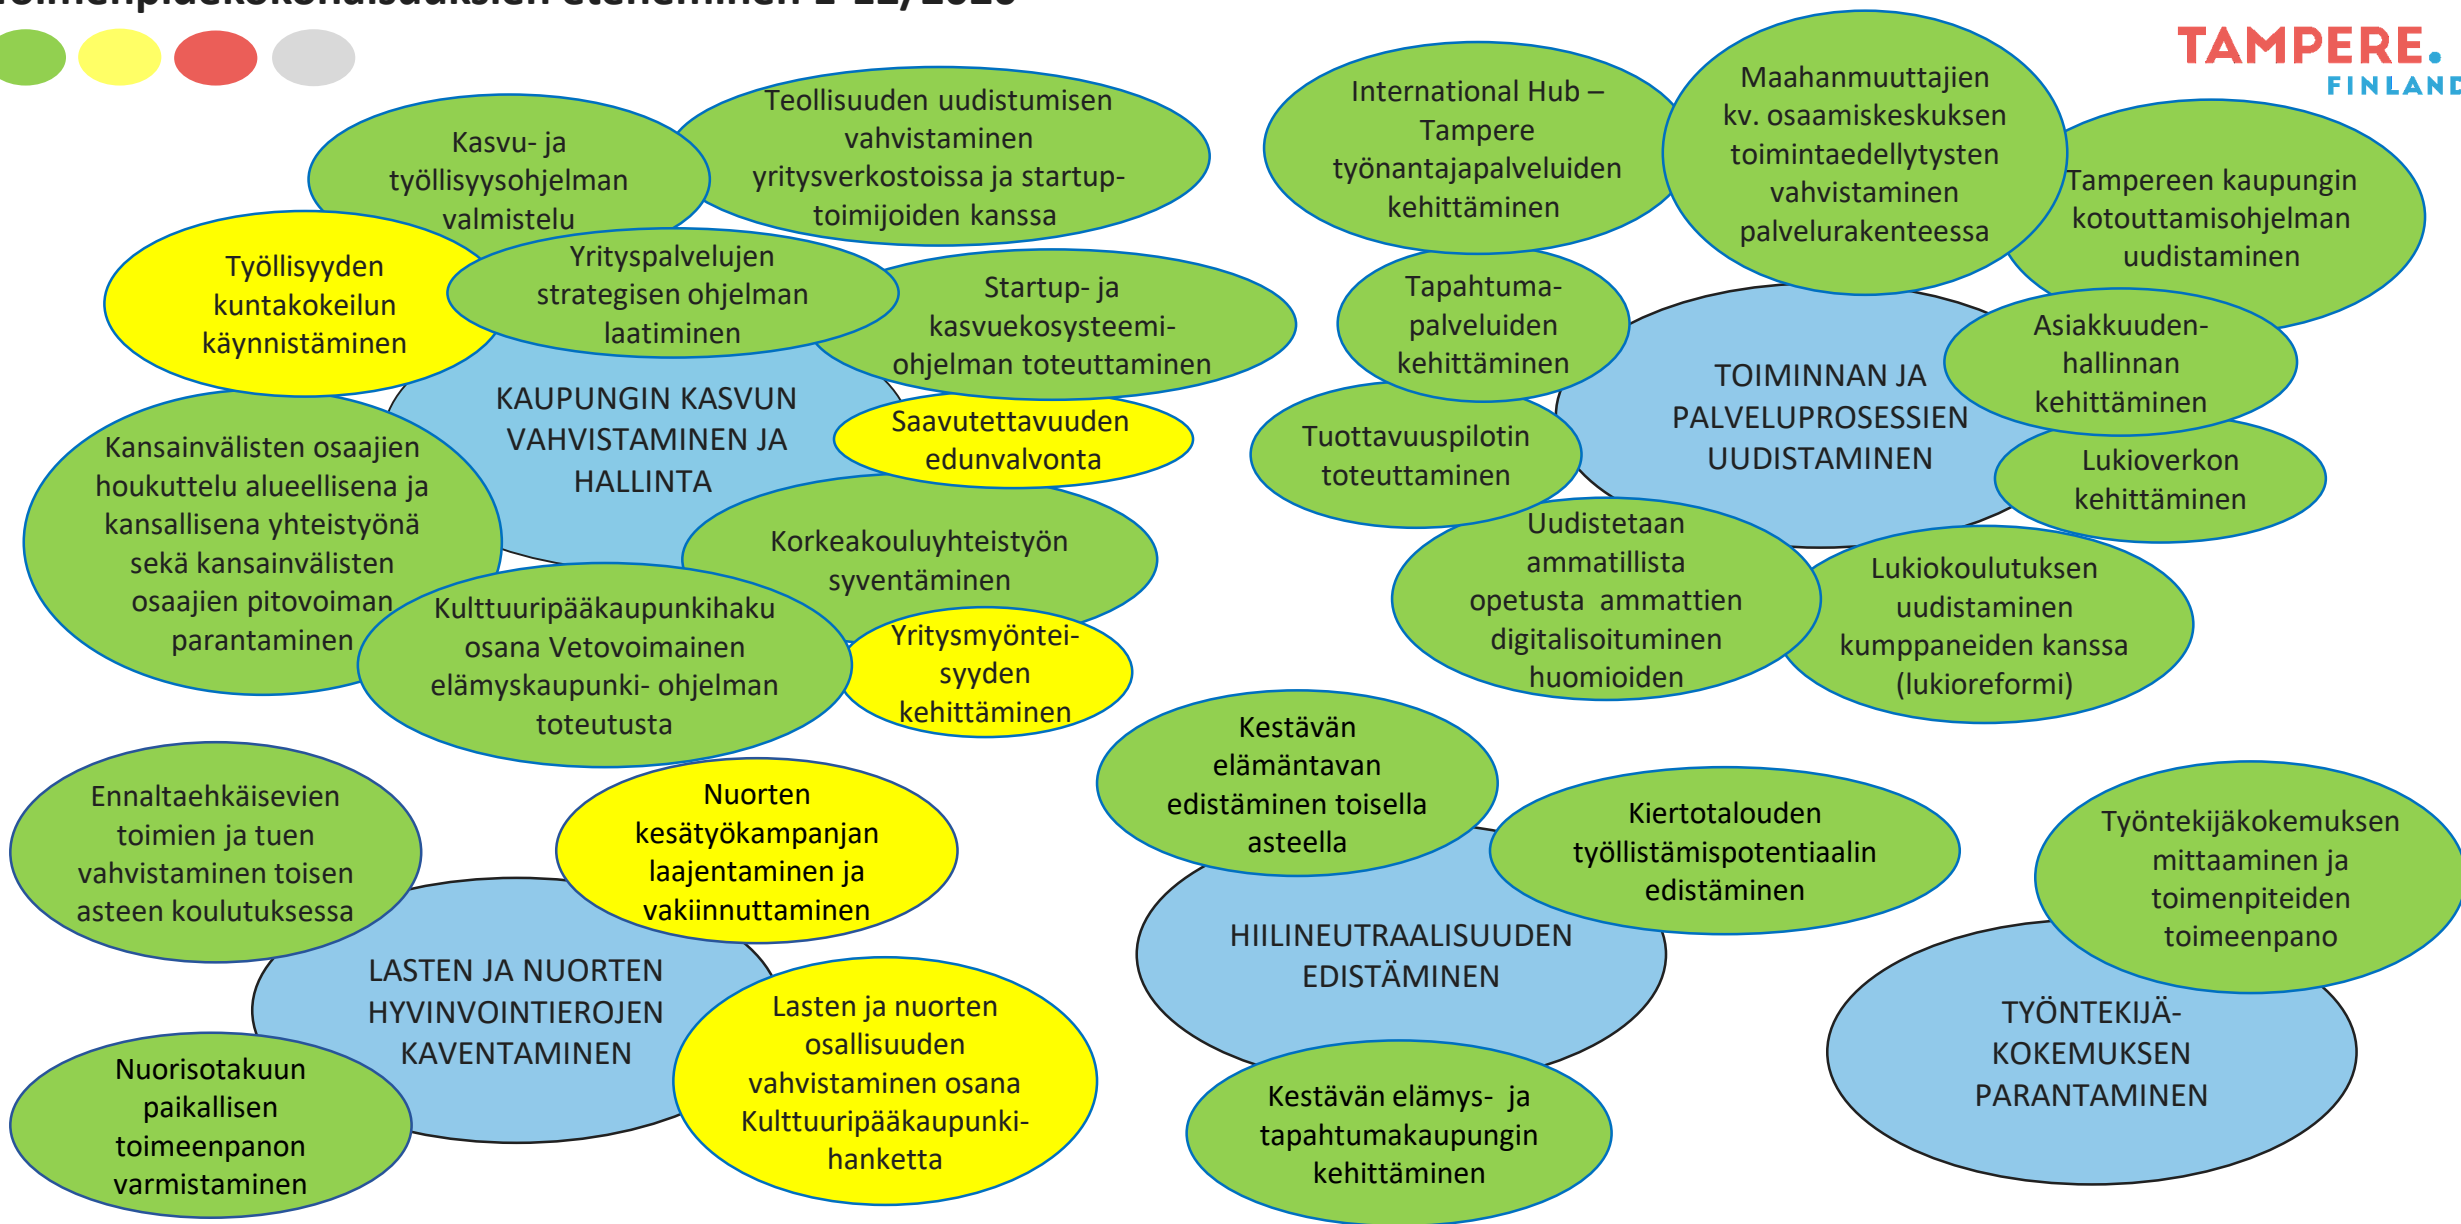 Toimenpidekokonaisuuksien eteneminen 1-12/2020
TAMPERE.
FINLAND
Kasvu- ja
työllisyysohjelman
valmistelu
Teollisuuden uudistumisen
vahvistaminen
yritysverkostoissa ja startup-
toimijoiden kanssa
Työllisyyden
kuntakokeilun
käynnistäminen
Yrityspalvelujen
strategisen ohjelman
laatiminen
Startup- ja
kasvuekosysteemi-
ohjelman toteuttaminen
KAUPUNGIN KASVUN
VAHVISTAMINEN JA
HALLINTA
Saavutettavuuden
edunvalvonta
Kansainvälisten osaajien
houkuttelu alueellisena ja
kansallisena yhteistyönä
sekä kansainvälisten
osaajien pitovoiman
parantaminen
Korkeakouluyhteistyön
syventäminen
Kulttuuripääkaupunkihaku
osana Vetovoimainen
elämyskaupunki- ohjelman
toteutusta
Yritysmyöntei-
syyden
kehittäminen
International Hub –
Tampere
työnantajapalveluiden
kehittäminen
Maahanmuuttajien
kv. osaamiskeskuksen
toimintaedellytysten
vahvistaminen
palvelurakenteessa
Tampereen kaupungin
kotouttamisohjelman
uudistaminen
Tapahtuma-
palveluiden
kehittäminen
TOIMINNAN JA
PALVELUPROSESSIEN
UUDISTAMINEN
Asiakkuuden-
hallinnan
kehittäminen
Tuottavuuspilotin
toteuttaminen
Lukioverkon
kehittäminen
Uudistetaan
ammatillista
opetusta ammattien
digitalisoituminen
huomioiden
Lukiokoulutuksen
uudistaminen
kumppaneiden kanssa
(lukioreformi)
Ennaltaehkäisevien
toimien ja tuen
vahvistaminen toisen
asteen koulutuksessa
Nuorten
kesätyökampanjan
laajentaminen ja
vakiinnuttaminen
LASTEN JA NUORTEN
HYVINVOINTIEROJEN
KAVENTAMINEN
Nuorisotakuun
paikallisen
toimeenpanon
varmistaminen
Lasten ja nuorten
osallisuuden
vahvistaminen osana
Kulttuuripääkaupunki-
hanketta
Kestävän
elämäntavan
edistäminen toisella
asteella
Kiertotalouden
työllistämispotentiaalin
edistäminen
HIILINEUTRAALISUUDEN
EDISTÄMINEN
Kestävän elämys- ja
tapahtumakaupungin
kehittäminen
Työntekijäkokemuksen
mittaaminen ja
toimenpiteiden
toimeenpano
TYÖNTEKIJÄ-
KOKEMUKSEN
PARANTAMINEN